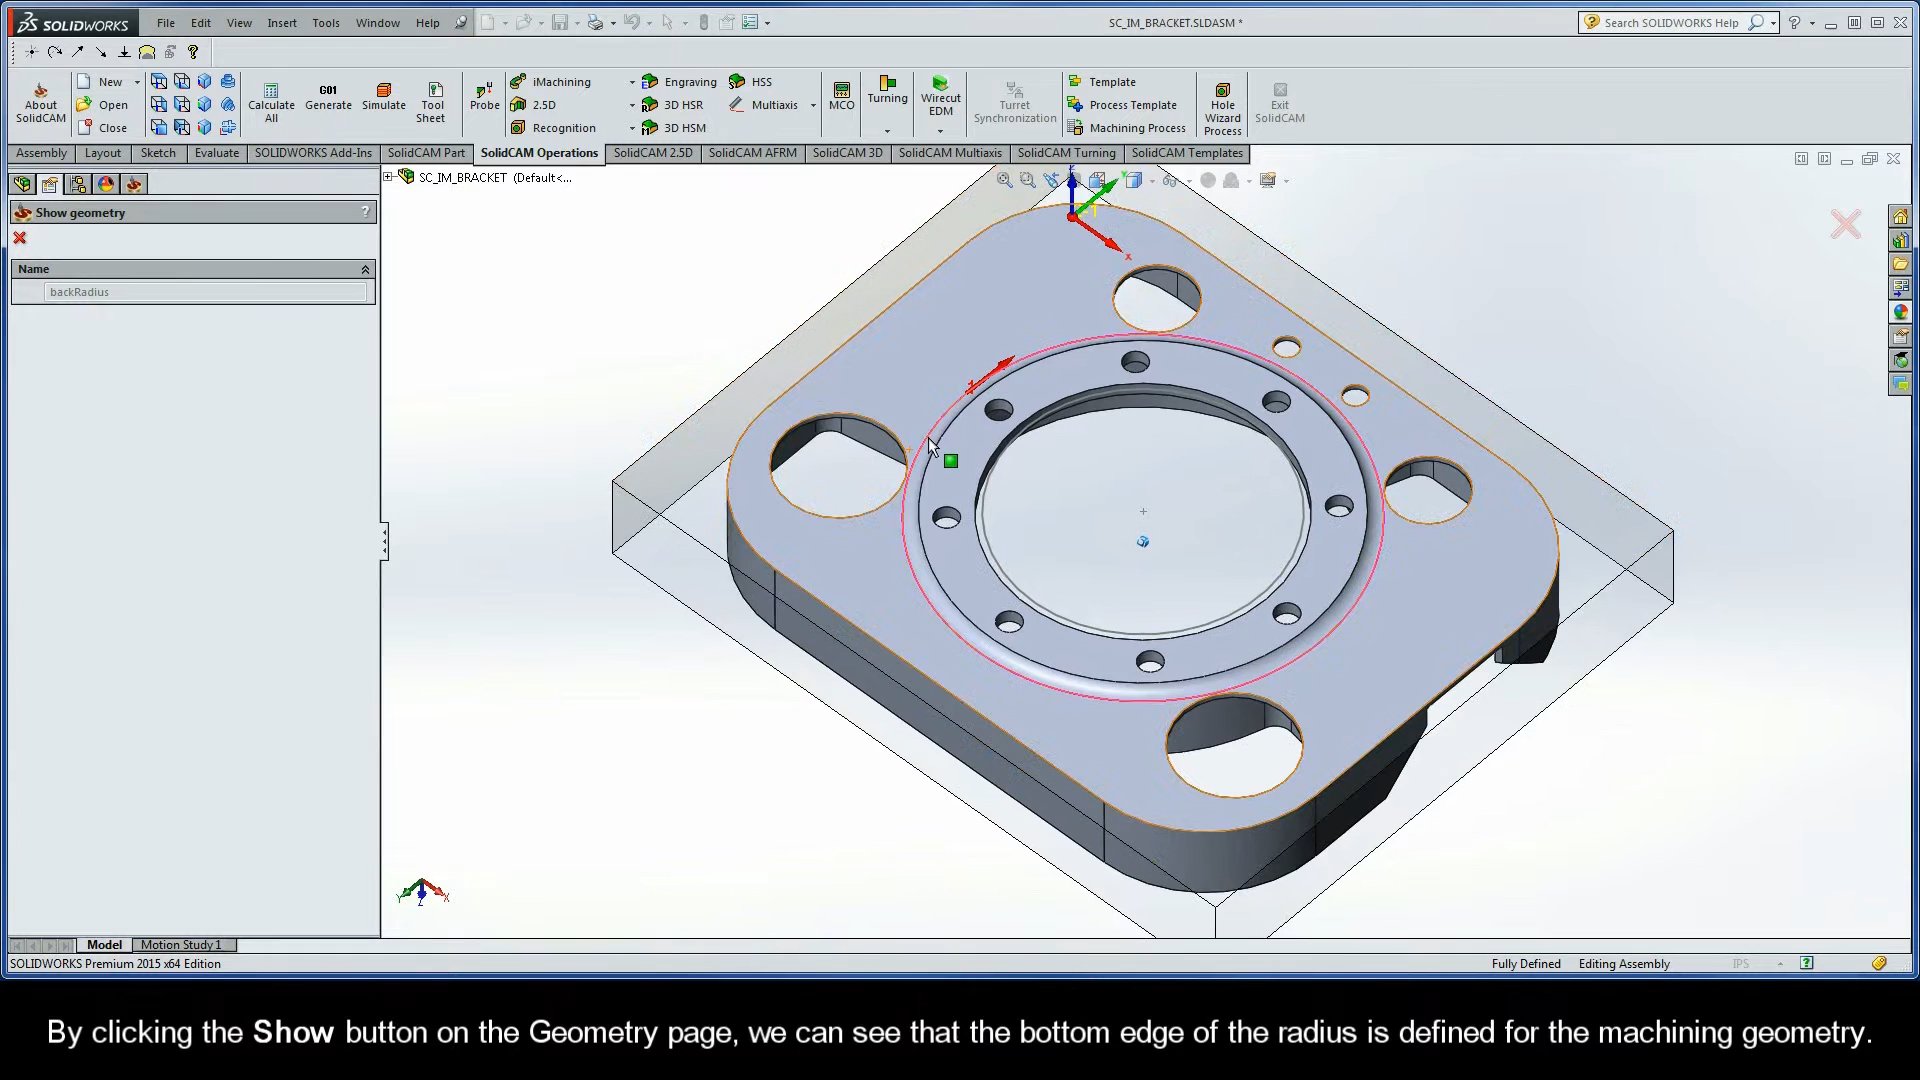 SOLIDWORKS File Edit View Insert Tools Window Help SC_IM_BRACKET.SLDASM * Search SOLIDWORKS Help
About SolidCAM
New
Open
Close
Calculate All
G01
Generate
Simulate
Tool Sheet
Probe
iMachining
2.5D
Recognition
Engraving
3D HSR
3D HSM
HSS
Multiaxis
MCO
Turning
Wirecut EDM
Turret Synchronization
Template
Process Template
Machining Process
Hole Wizard Process
Exit SolidCAM
Assembly Layout Sketch Evaluate SOLIDWORKS Add-Ins SolidCAM Part SolidCAM Operations SolidCAM 2.5D SolidCAM AFRM SolidCAM 3D SolidCAM Multiaxis SolidCAM Turning SolidCAM Templates
SC_IM_BRACKET (Default<...
Show geometry ?
Name
backRadius
Model Motion Study 1
SOLIDWORKS Premium 2015 x64 Edition Fully Defined Editing Assembly IPS
By clicking the Show button on the Geometry page, we can see that the bottom edge of the radius is defined for the machining geometry.